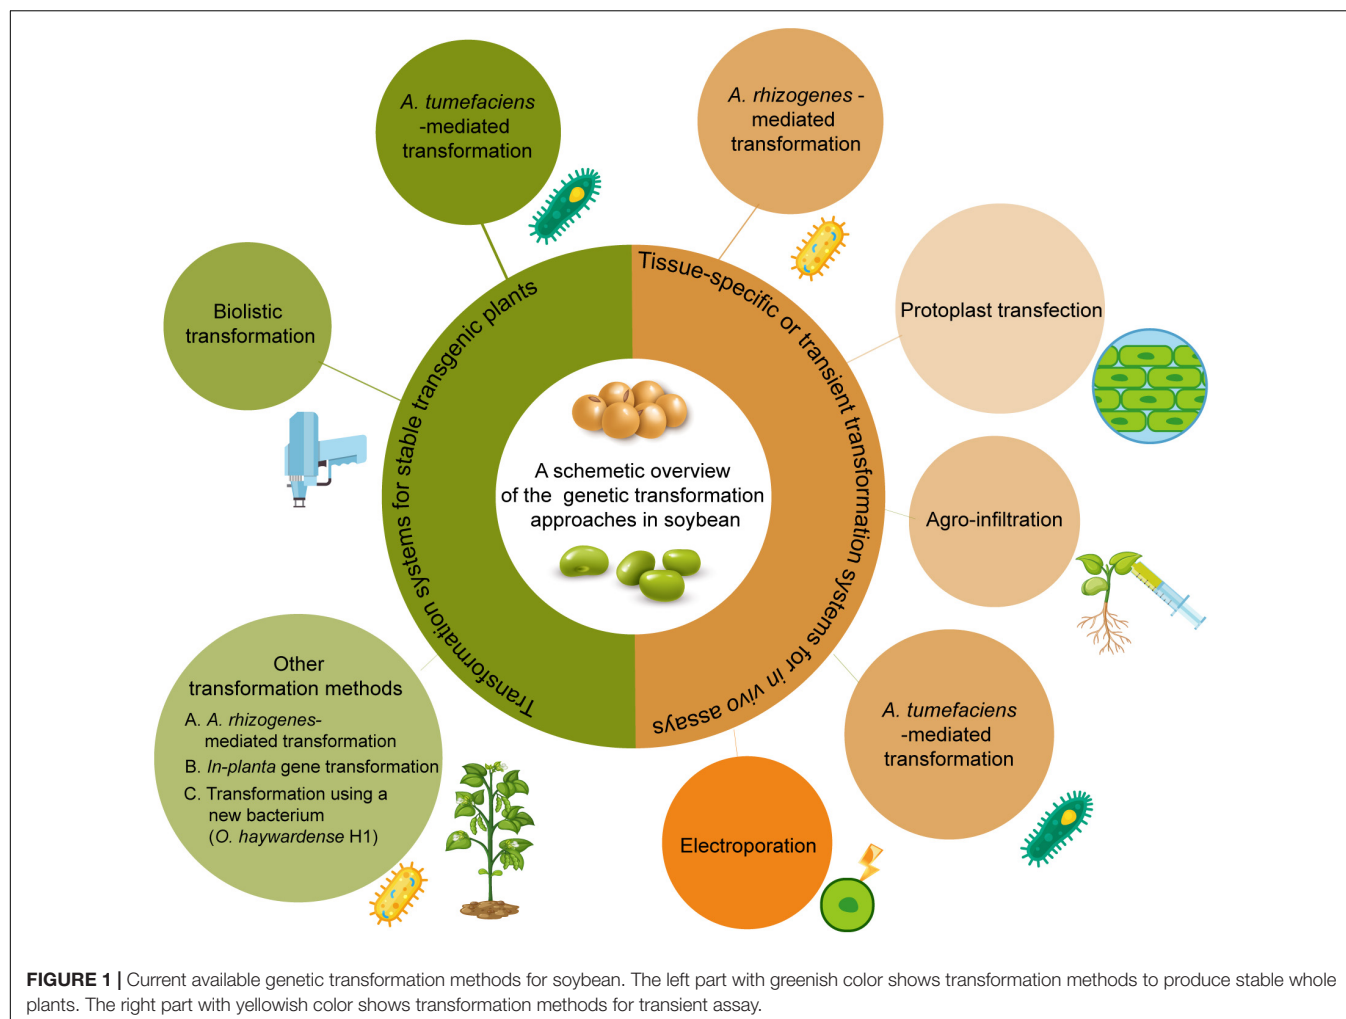 A. tumefaciens
-mediated
transformation
A. rhizogenes -
mediated
transformation
Biolistic
transformation
Protoplast transfection
Transformation systems for stable transgenic plants
Tissue-specific or transient transformation systems for in vivo assays
A schemetic overview
of the genetic transformation
approaches in soybean
Agro-infiltration
Other
transformation methods
A. A. rhizogenes-
mediated transformation
B. In-planta gene transformation
C. Transformation using a
new bacterium
(O. haywardense H1)
A. tumefaciens
-mediated
transformation
Electroporation
FIGURE 1 | Current available genetic transformation methods for soybean. The left part with greenish color shows transformation methods to produce stable whole
plants. The right part with yellowish color shows transformation methods for transient assay.